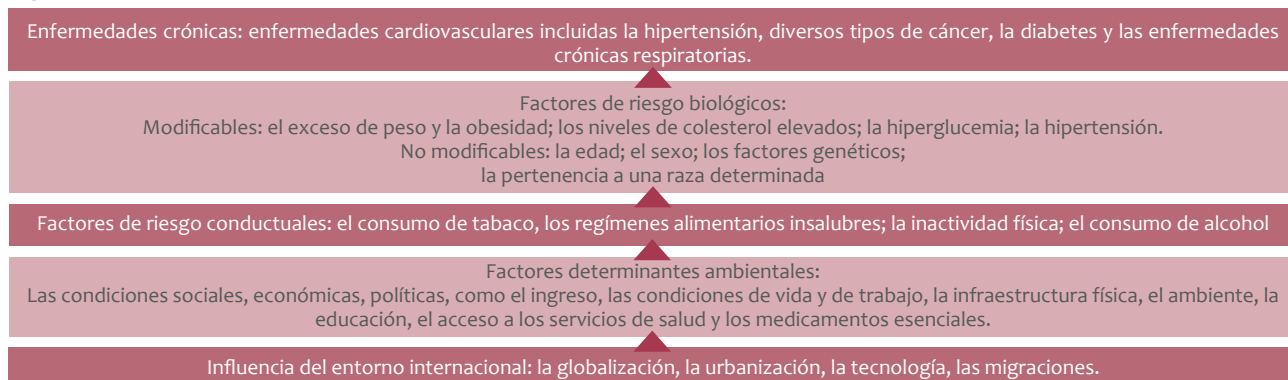 Enfermedades crónicas: enfermedades cardiovasculares incluidas la hipertensión, diversos tipos de cáncer, la diabetes y las enfermedades
crónicas respiratorias.
Factores de riesgo biológicos:
Modificables: el exceso de peso y la obesidad; los niveles de colesterol elevados; la hiperglucemia; la hipertensión.
No modificables: la edad; el sexo; los factores genéticos;
la pertenencia a una raza determinada
Factores de riesgo conductuales: el consumo de tabaco, los regímenes alimentarios insalubres; la inactividad física; el consumo de alcohol
Factores determinantes ambientales:
Las condiciones sociales, económicas, políticas, como el ingreso, las condiciones de vida y de trabajo, la infraestructura física, el ambiente, la
educación, el acceso a los servicios de salud y los medicamentos esenciales.
Influencia del entorno internacional: la globalización, la urbanización, la tecnología, las migraciones.